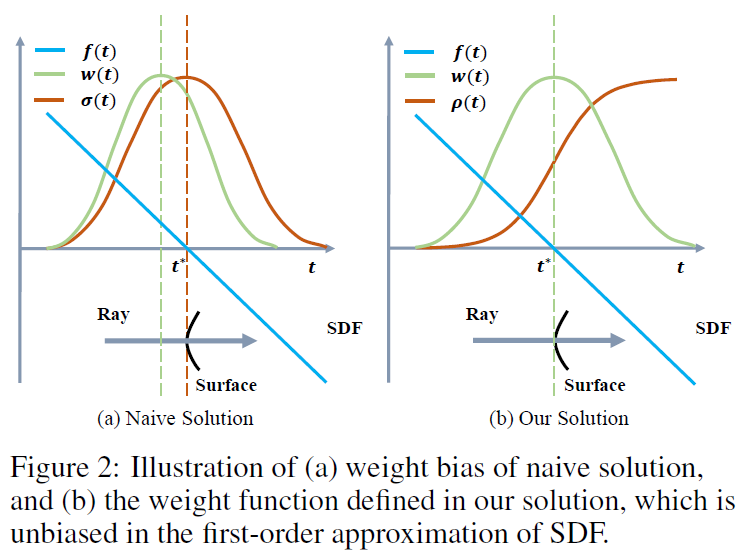 f(t)
w(t)
σ(t)
t*
t
Ray
SDF
Surface
(a) Naive Solution
f(t)
w(t)
ρ(t)
t*
t
Ray
SDF
Surface
(b) Our Solution
Figure 2: Illustration of (a) weight bias of naive solution,
and (b) the weight function defined in our solution, which is
unbiased in the first-order approximation of SDF.